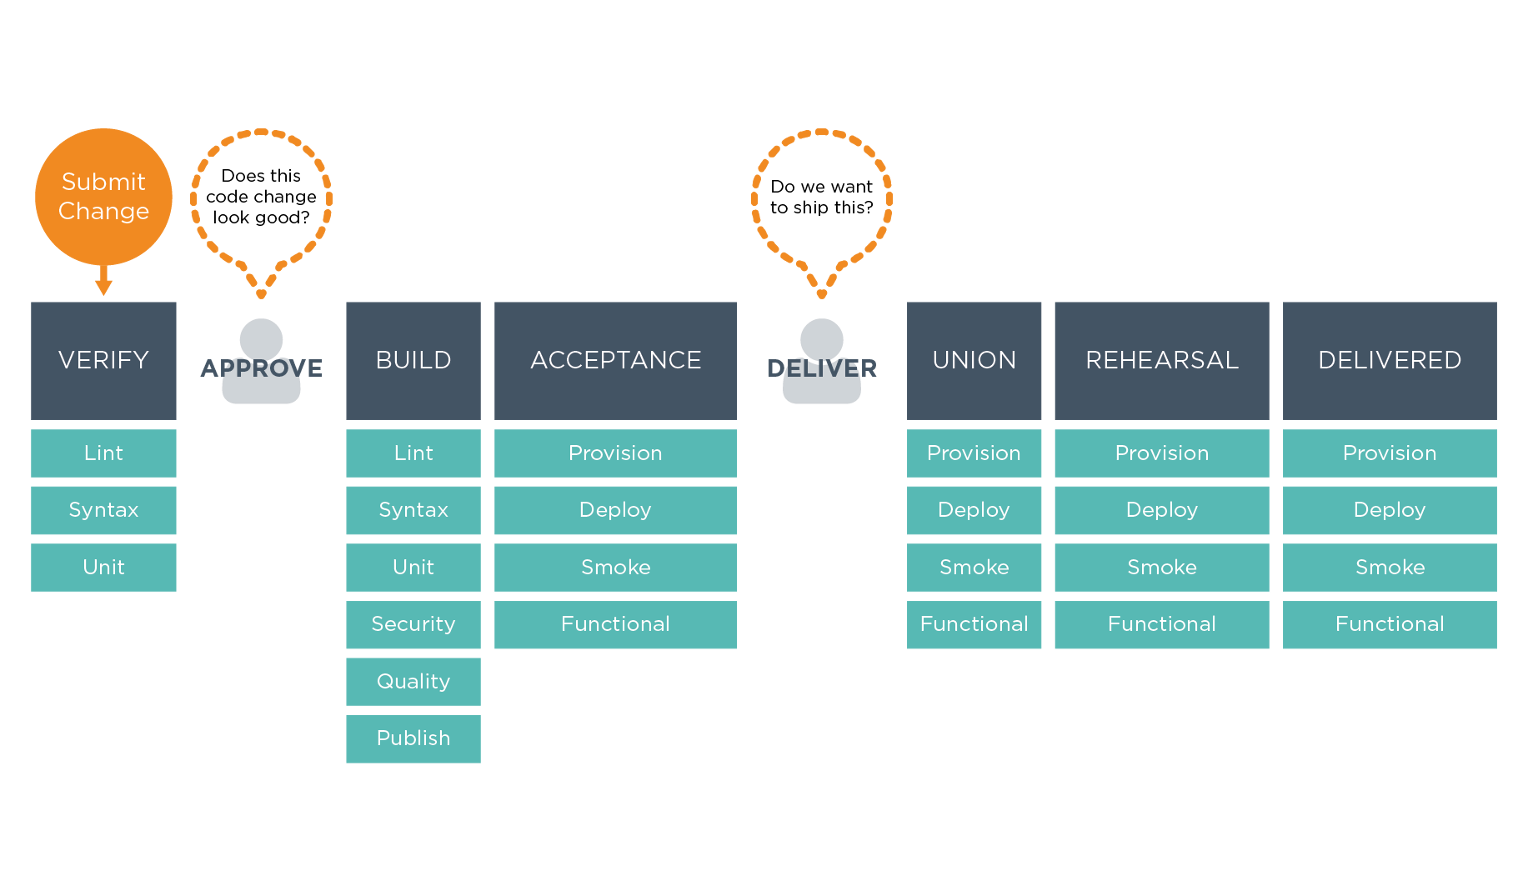 Submit
Change
Does this
code change
look good?
Do we want
to ship this?
VERIFY
APPROVE
BUILD
ACCEPTANCE
DELIVER
UNION
REHEARSAL
DELIVERED
Lint
Syntax
Unit
Lint
Syntax
Unit
Security
Quality
Publish
Provision
Deploy
Smoke
Functional
Provision
Deploy
Smoke
Functional
Provision
Deploy
Smoke
Functional
Provision
Deploy
Smoke
Functional